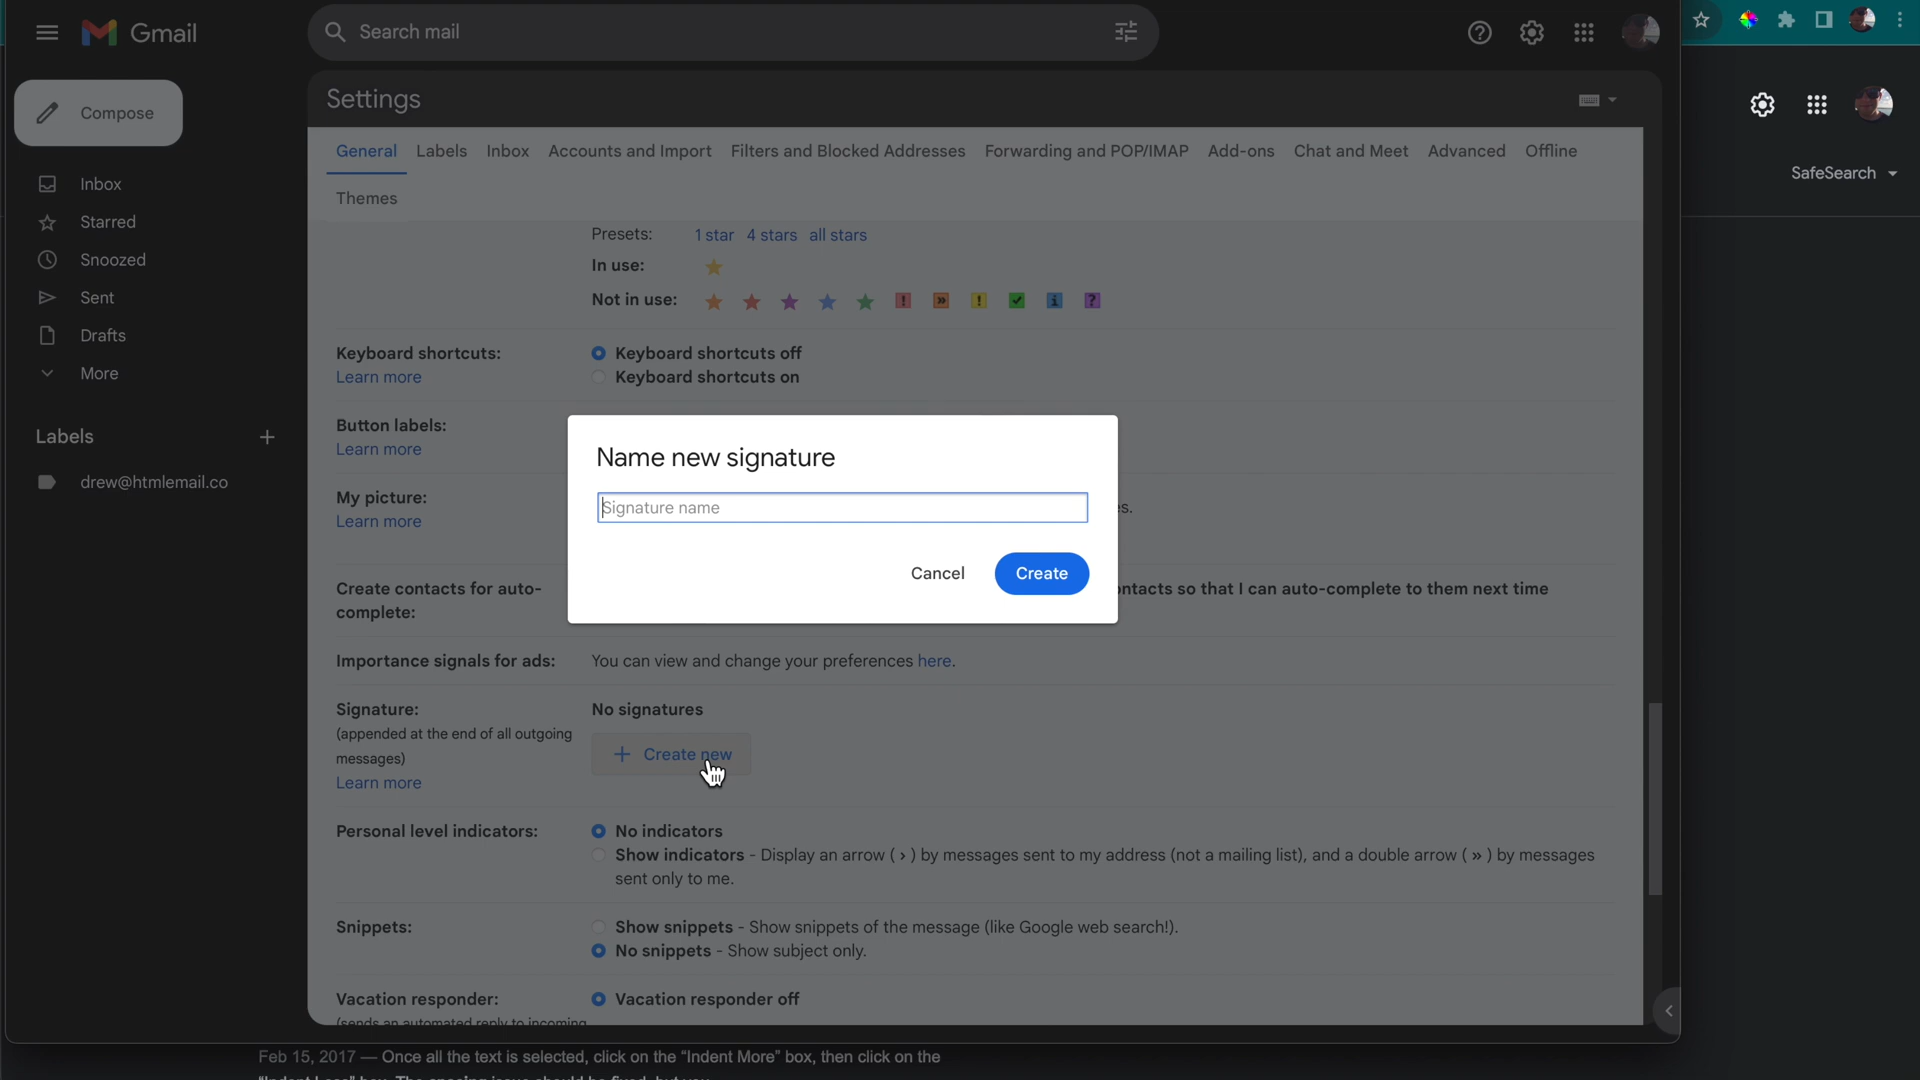 Gmail
Search mail
Compose
Settings
General Labels Inbox Accounts and Import Filters and Blocked Addresses Forwarding and POP/IMAP Add-ons Chat and Meet Advanced Offline
Themes
SafeSearch
Inbox
Starred
Snoozed
Sent
Drafts
More
Labels
drew@htmlemail.co
Presets: 1 star 4 stars all stars
In use:
Not in use:
Keyboard shortcuts:
Learn more
Keyboard shortcuts off
Keyboard shortcuts on
Button labels:
Learn more
My picture:
Learn more
s.
Name new signature
Signature name
Cancel Create
Create contacts for auto-
complete:
ntacts so that I can auto-complete to them next time
Importance signals for ads: You can view and change your preferences here.
Signature:
(appended at the end of all outgoing
messages)
Learn more
No signatures
+ Create new
Personal level indicators:
No indicators
Show indicators - Display an arrow ( › ) by messages sent to my address (not a mailing list), and a double arrow ( » ) by messages
sent only to me.
Snippets:
Show snippets - Show snippets of the message (like Google web search!).
No snippets - Show subject only.
Vacation responder:
(sends an automated reply to incoming
Vacation responder off
Feb 15, 2017 — Once all the text is selected, click on the "Indent More" box, then click on the